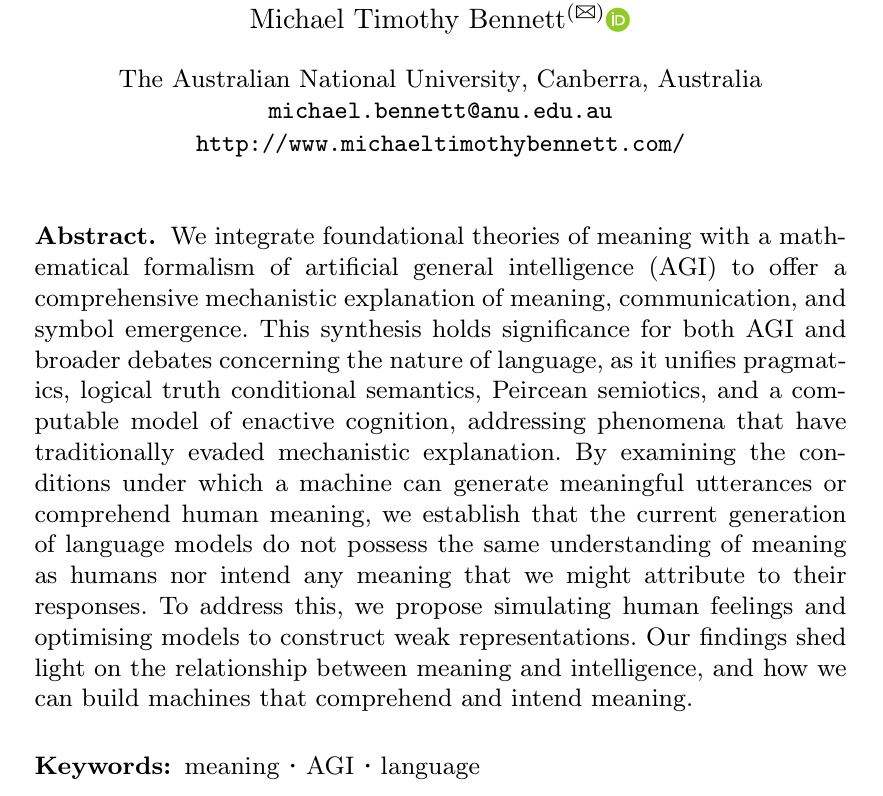 Michael Timothy Bennett(✉)iD
The Australian National University, Canberra, Australia
michael.bennett@anu.edu.au
http://www.michaeltimothybennett.com/
Abstract. We integrate foundational theories of meaning with a math-
ematical formalism of artificial general intelligence (AGI) to offer a
comprehensive mechanistic explanation of meaning, communication, and
symbol emergence. This synthesis holds significance for both AGI and
broader debates concerning the nature of language, as it unifies pragmat-
ics, logical truth conditional semantics, Peircean semiotics, and a com-
putable model of enactive cognition, addressing phenomena that have
traditionally evaded mechanistic explanation. By examining the con-
ditions under which a machine can generate meaningful utterances or
comprehend human meaning, we establish that the current generation
of language models do not possess the same understanding of meaning
as humans nor intend any meaning that we might attribute to their
responses. To address this, we propose simulating human feelings and
optimising models to construct weak representations. Our findings shed
light on the relationship between meaning and intelligence, and how we
can build machines that comprehend and intend meaning.
Keywords: meaning · AGI · language